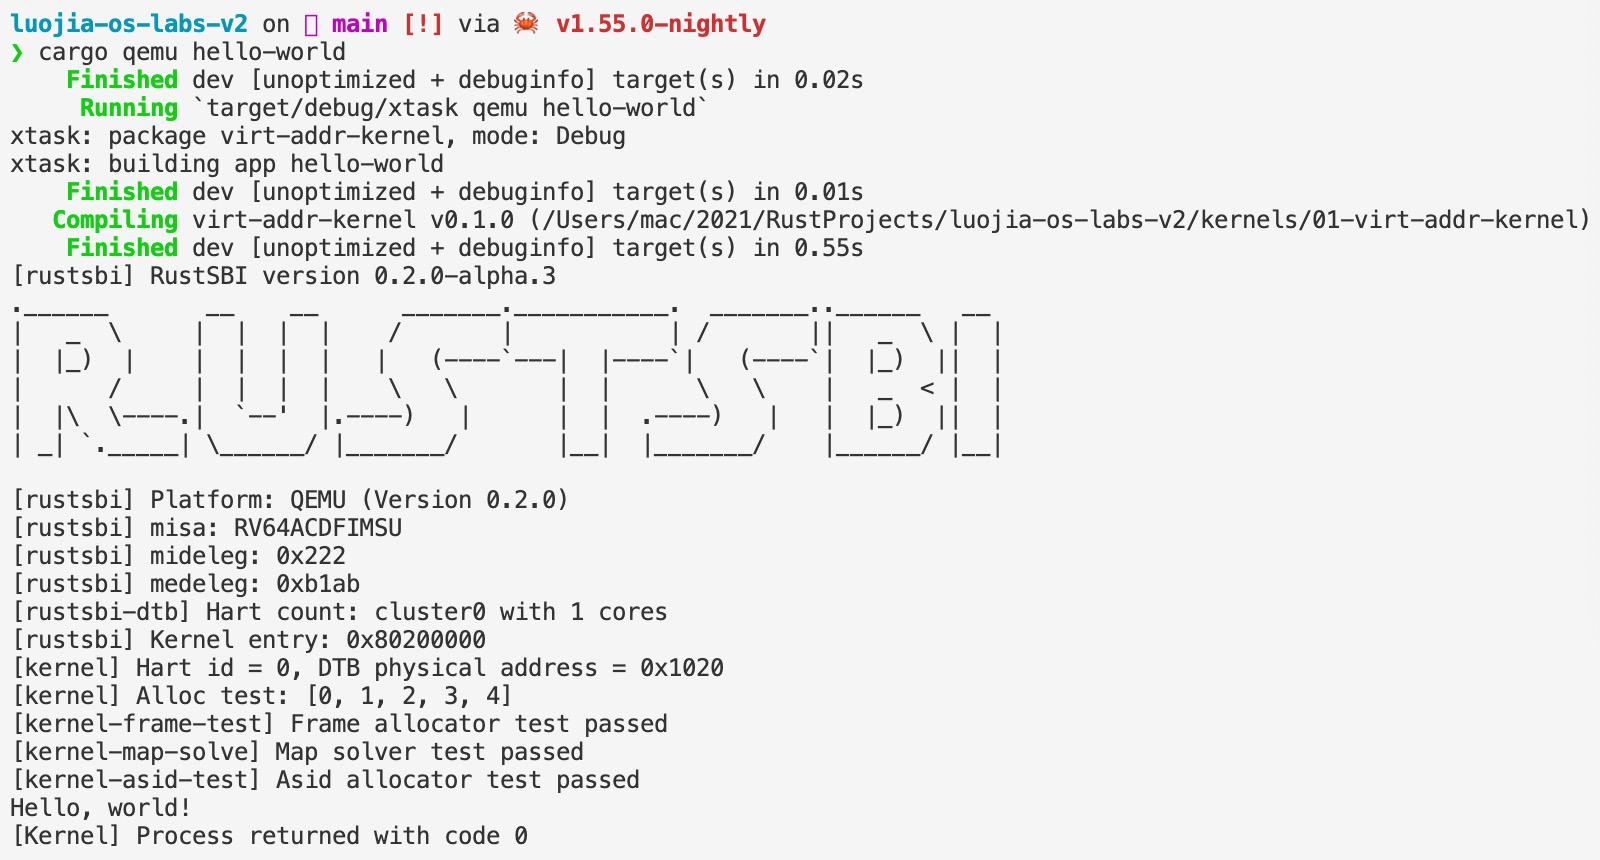 luojia-os-labs-v2 on main [!] via 🦀 v1.55.0-nightly
❯ cargo qemu hello-world
    Finished dev [unoptimized + debuginfo] target(s) in 0.02s
     Running `target/debug/xtask qemu hello-world`
xtask: package virt-addr-kernel, mode: Debug
xtask: building app hello-world
    Finished dev [unoptimized + debuginfo] target(s) in 0.01s
   Compiling virt-addr-kernel v0.1.0 (/Users/mac/2021/RustProjects/luojia-os-labs-v2/kernels/01-virt-addr-kernel)
    Finished dev [unoptimized + debuginfo] target(s) in 0.55s
[rustsbi] RustSBI version 0.2.0-alpha.3
.______       __    __      _______.___________.  _______..______   __
|   _  \     |  |  |  |    /       |           | /       ||   _  \ |  |
|  |_)  |    |  |  |  |   |   (----`---|  |----`|   (----`|  |_)  ||  |
|      /     |  |  |  |    \   \       |  |      \   \    |   _  < |  |
|  |\  \----.|  `--'  |.----)   |      |  |  .----)   |   |  |_)  ||  |
| _| `._____| \______/ |_______/       |__|  |_______/    |______/ |__|
[rustsbi] Platform: QEMU (Version 0.2.0)
[rustsbi] misa: RV64ACDFIMSU
[rustsbi] mideleg: 0x222
[rustsbi] medeleg: 0xb1ab
[rustsbi-dtb] Hart count: cluster0 with 1 cores
[rustsbi] Kernel entry: 0x80200000
[kernel] Hart id = 0, DTB physical address = 0x1020
[kernel] Alloc test: [0, 1, 2, 3, 4]
[kernel-frame-test] Frame allocator test passed
[kernel-map-solve] Map solver test passed
[kernel-asid-test] Asid allocator test passed
Hello, world!
[Kernel] Process returned with code 0